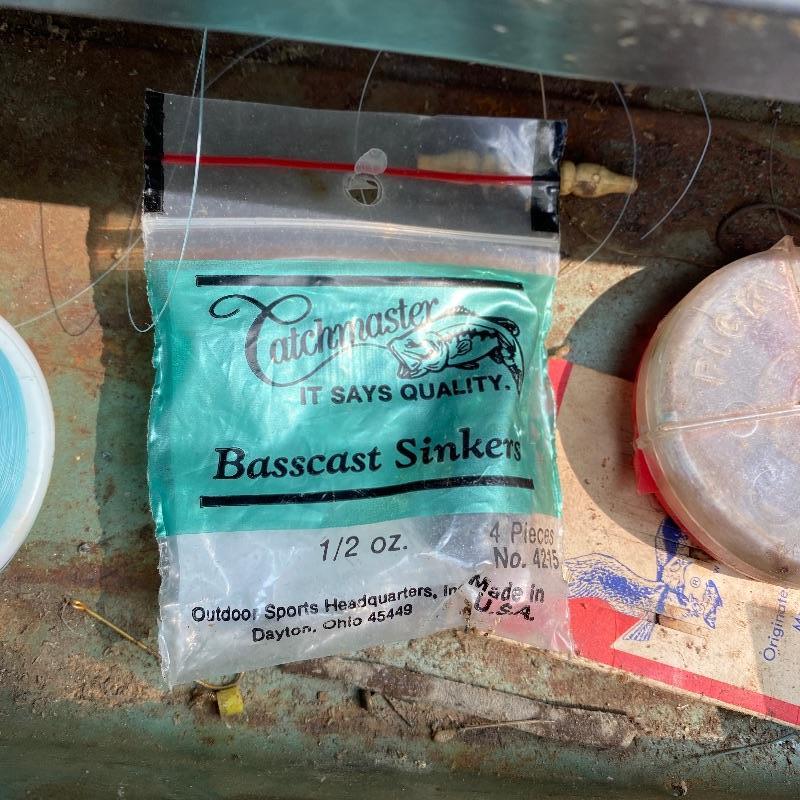 Catchmaster
IT SAYS QUALITY.
Basscast Sinkers
1/2 oz.
4 Pieces
No. 4215
Outdoor Sports Headquarters, Inc
Dayton, Ohio 45449
Made in
U.S.A.
Originate